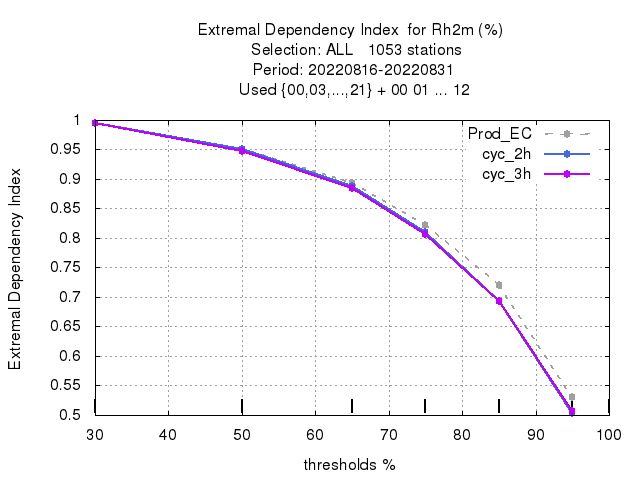 Extremal Dependency Index  for Rh2m (%)
Selection: ALL   1053 stations
Period: 20220816-20220831
Used {00,03,...,21} + 00 01 ... 12
Prod_EC
cyc_2h
cyc_3h
Extremal Dependency Index
1
0.95
0.9
0.85
0.8
0.75
0.7
0.65
0.6
0.55
0.5
30 40 50 60 70 80 90 100
thresholds %